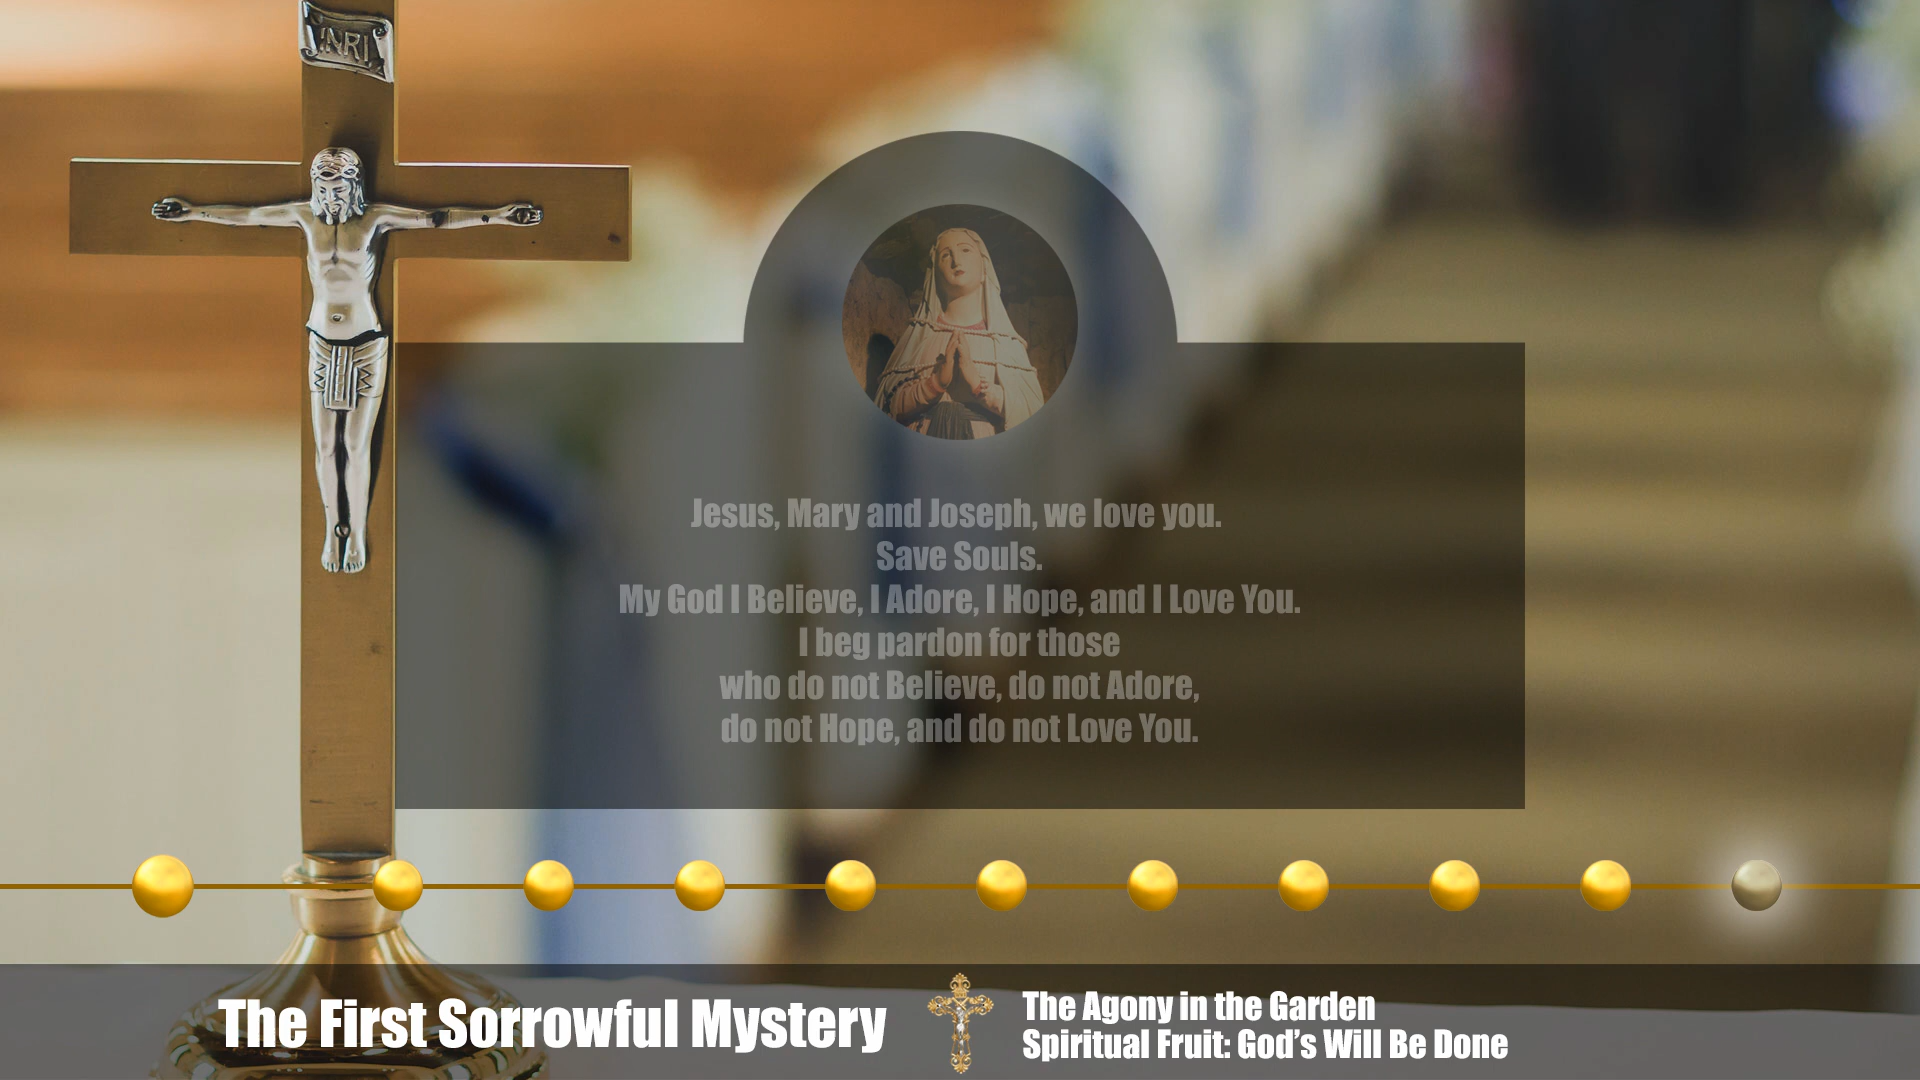 INRI
Jesus, Mary and Joseph, we love you.
Save Souls.
My God I Believe, I Adore, I Hope, and I Love You.
I beg pardon for those
who do not Believe, do not Adore,
do not Hope, and do not Love You.
The First Sorrowful Mystery
The Agony in the Garden
Spiritual Fruit: God’s Will Be Done